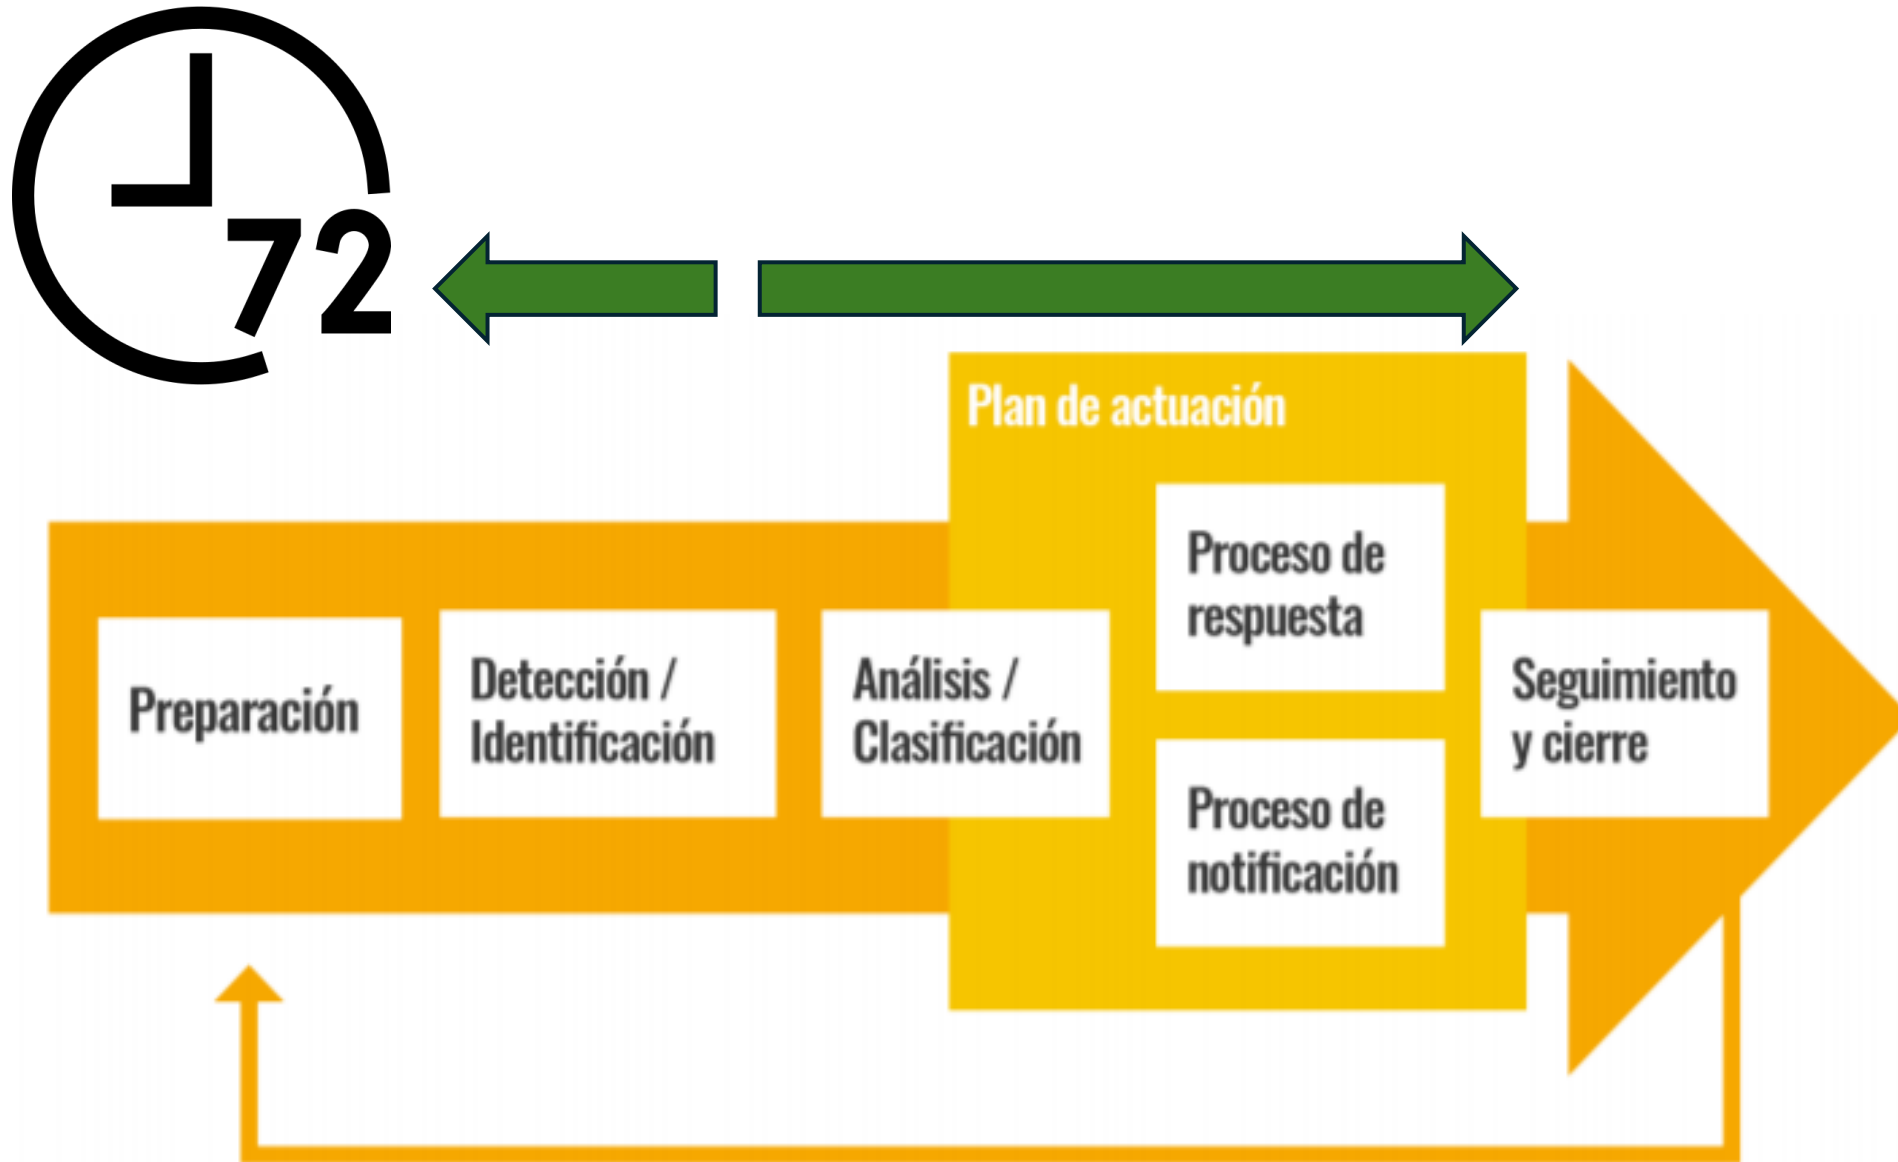 72
Plan de actuación
Preparación
Detección /
Identificación
Análisis /
Clasificación
Proceso de
respuesta
Proceso de
notificación
Seguimiento
y cierre